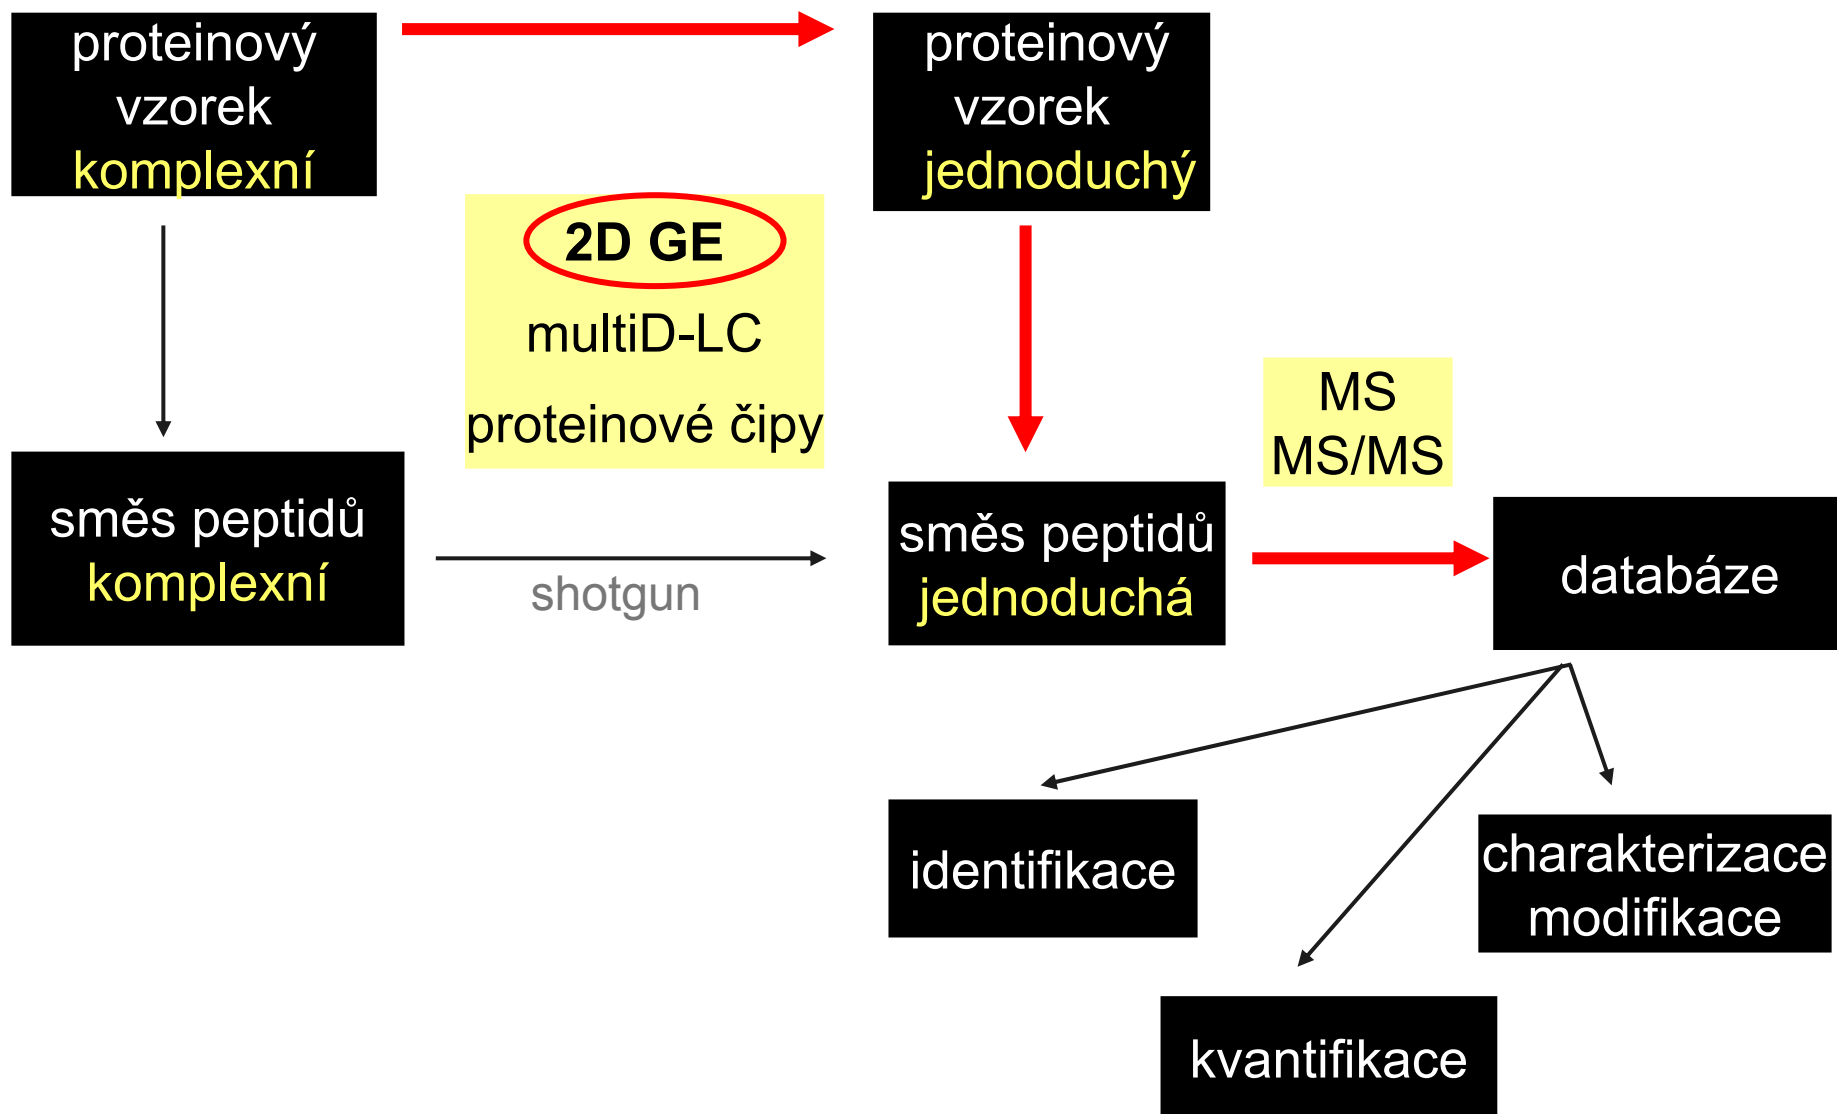 proteinový
vzorek
komplexní
proteinový
vzorek
jednoduchý
2D GE
multiD-LC
proteinové čipy
MS
MS/MS
směs peptidů
komplexní
shotgun
směs peptidů
jednoduchá
databáze
identifikace
charakterizace
modifikace
kvantifikace